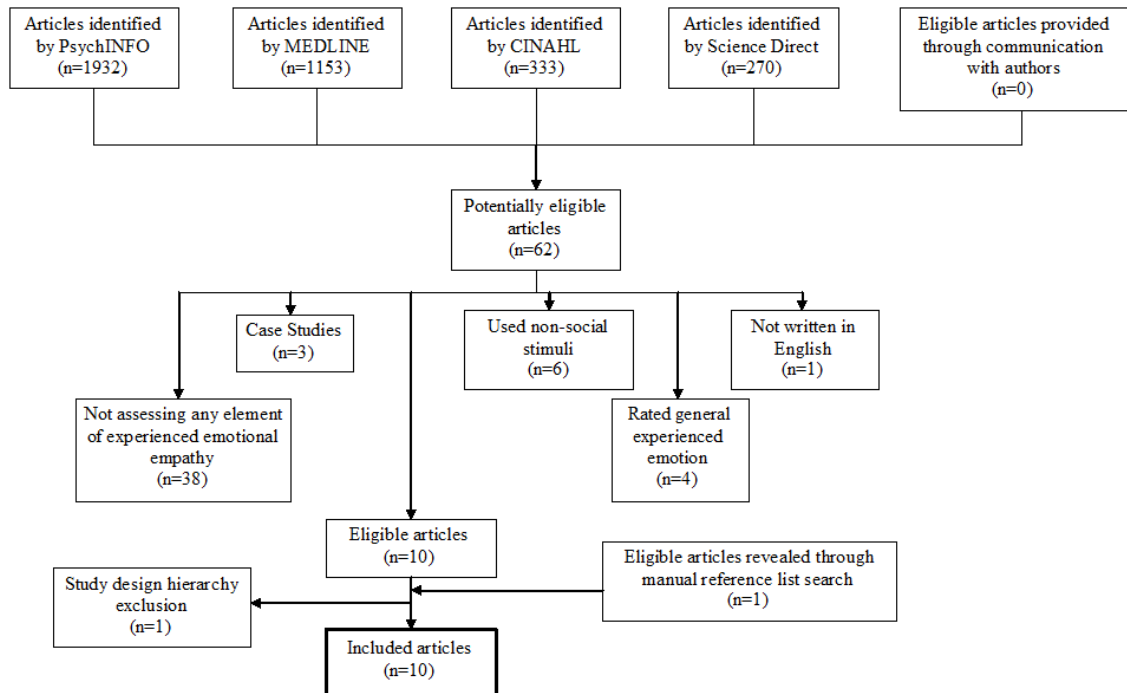 Articles identified
by PsychINFO
(n=1932)
Articles identified
by MEDLINE
(n=1153)
Articles identified
by CINAHL
(n=333)
Articles identified
by Science Direct
(n=270)
Eligible articles provided
through communication
with authors
(n=0)
Potentially eligible
articles
(n=62)
Case Studies
(n=3)
Used non-social
stimuli
(n=6)
Not written in
English
(n=1)
Not assessing any element
of experienced emotional
empathy
(n=38)
Rated general
experienced
emotion
(n=4)
Eligible articles
(n=10)
Eligible articles revealed through
manual reference list search
(n=1)
Study design hierarchy
exclusion
(n=1)
Included articles
(n=10)